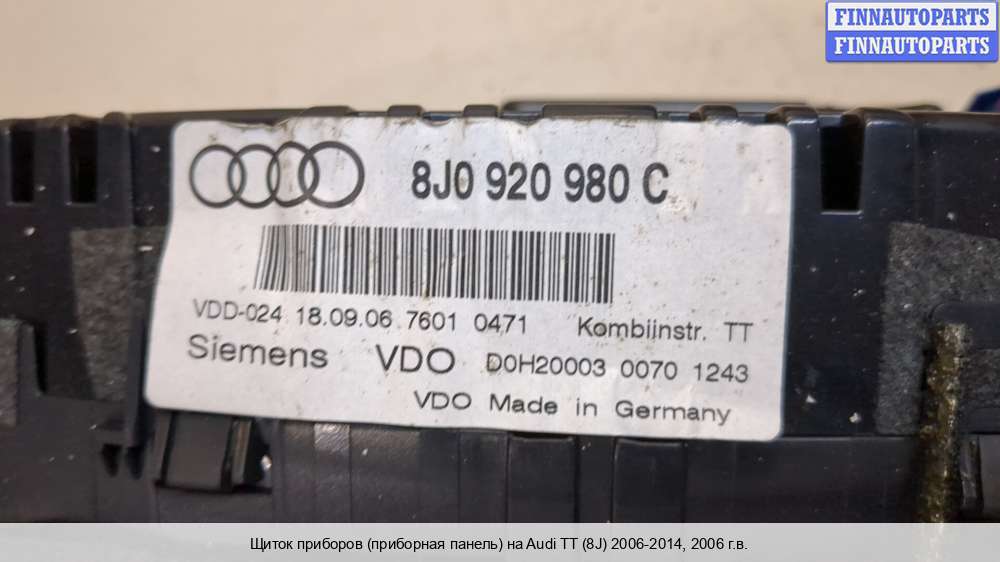 FINNAUTOPARTS
FINNAUTOPARTS
8J0 920 980 C
VDD-024 18.09.06 7601 0471 Kombiinstr. TT
Siemens VDO D0H20003 0070 1243
VDO Made in Germany
Щиток приборов (приборная панель) на Audi TT (8J) 2006-2014, 2006 г.в.